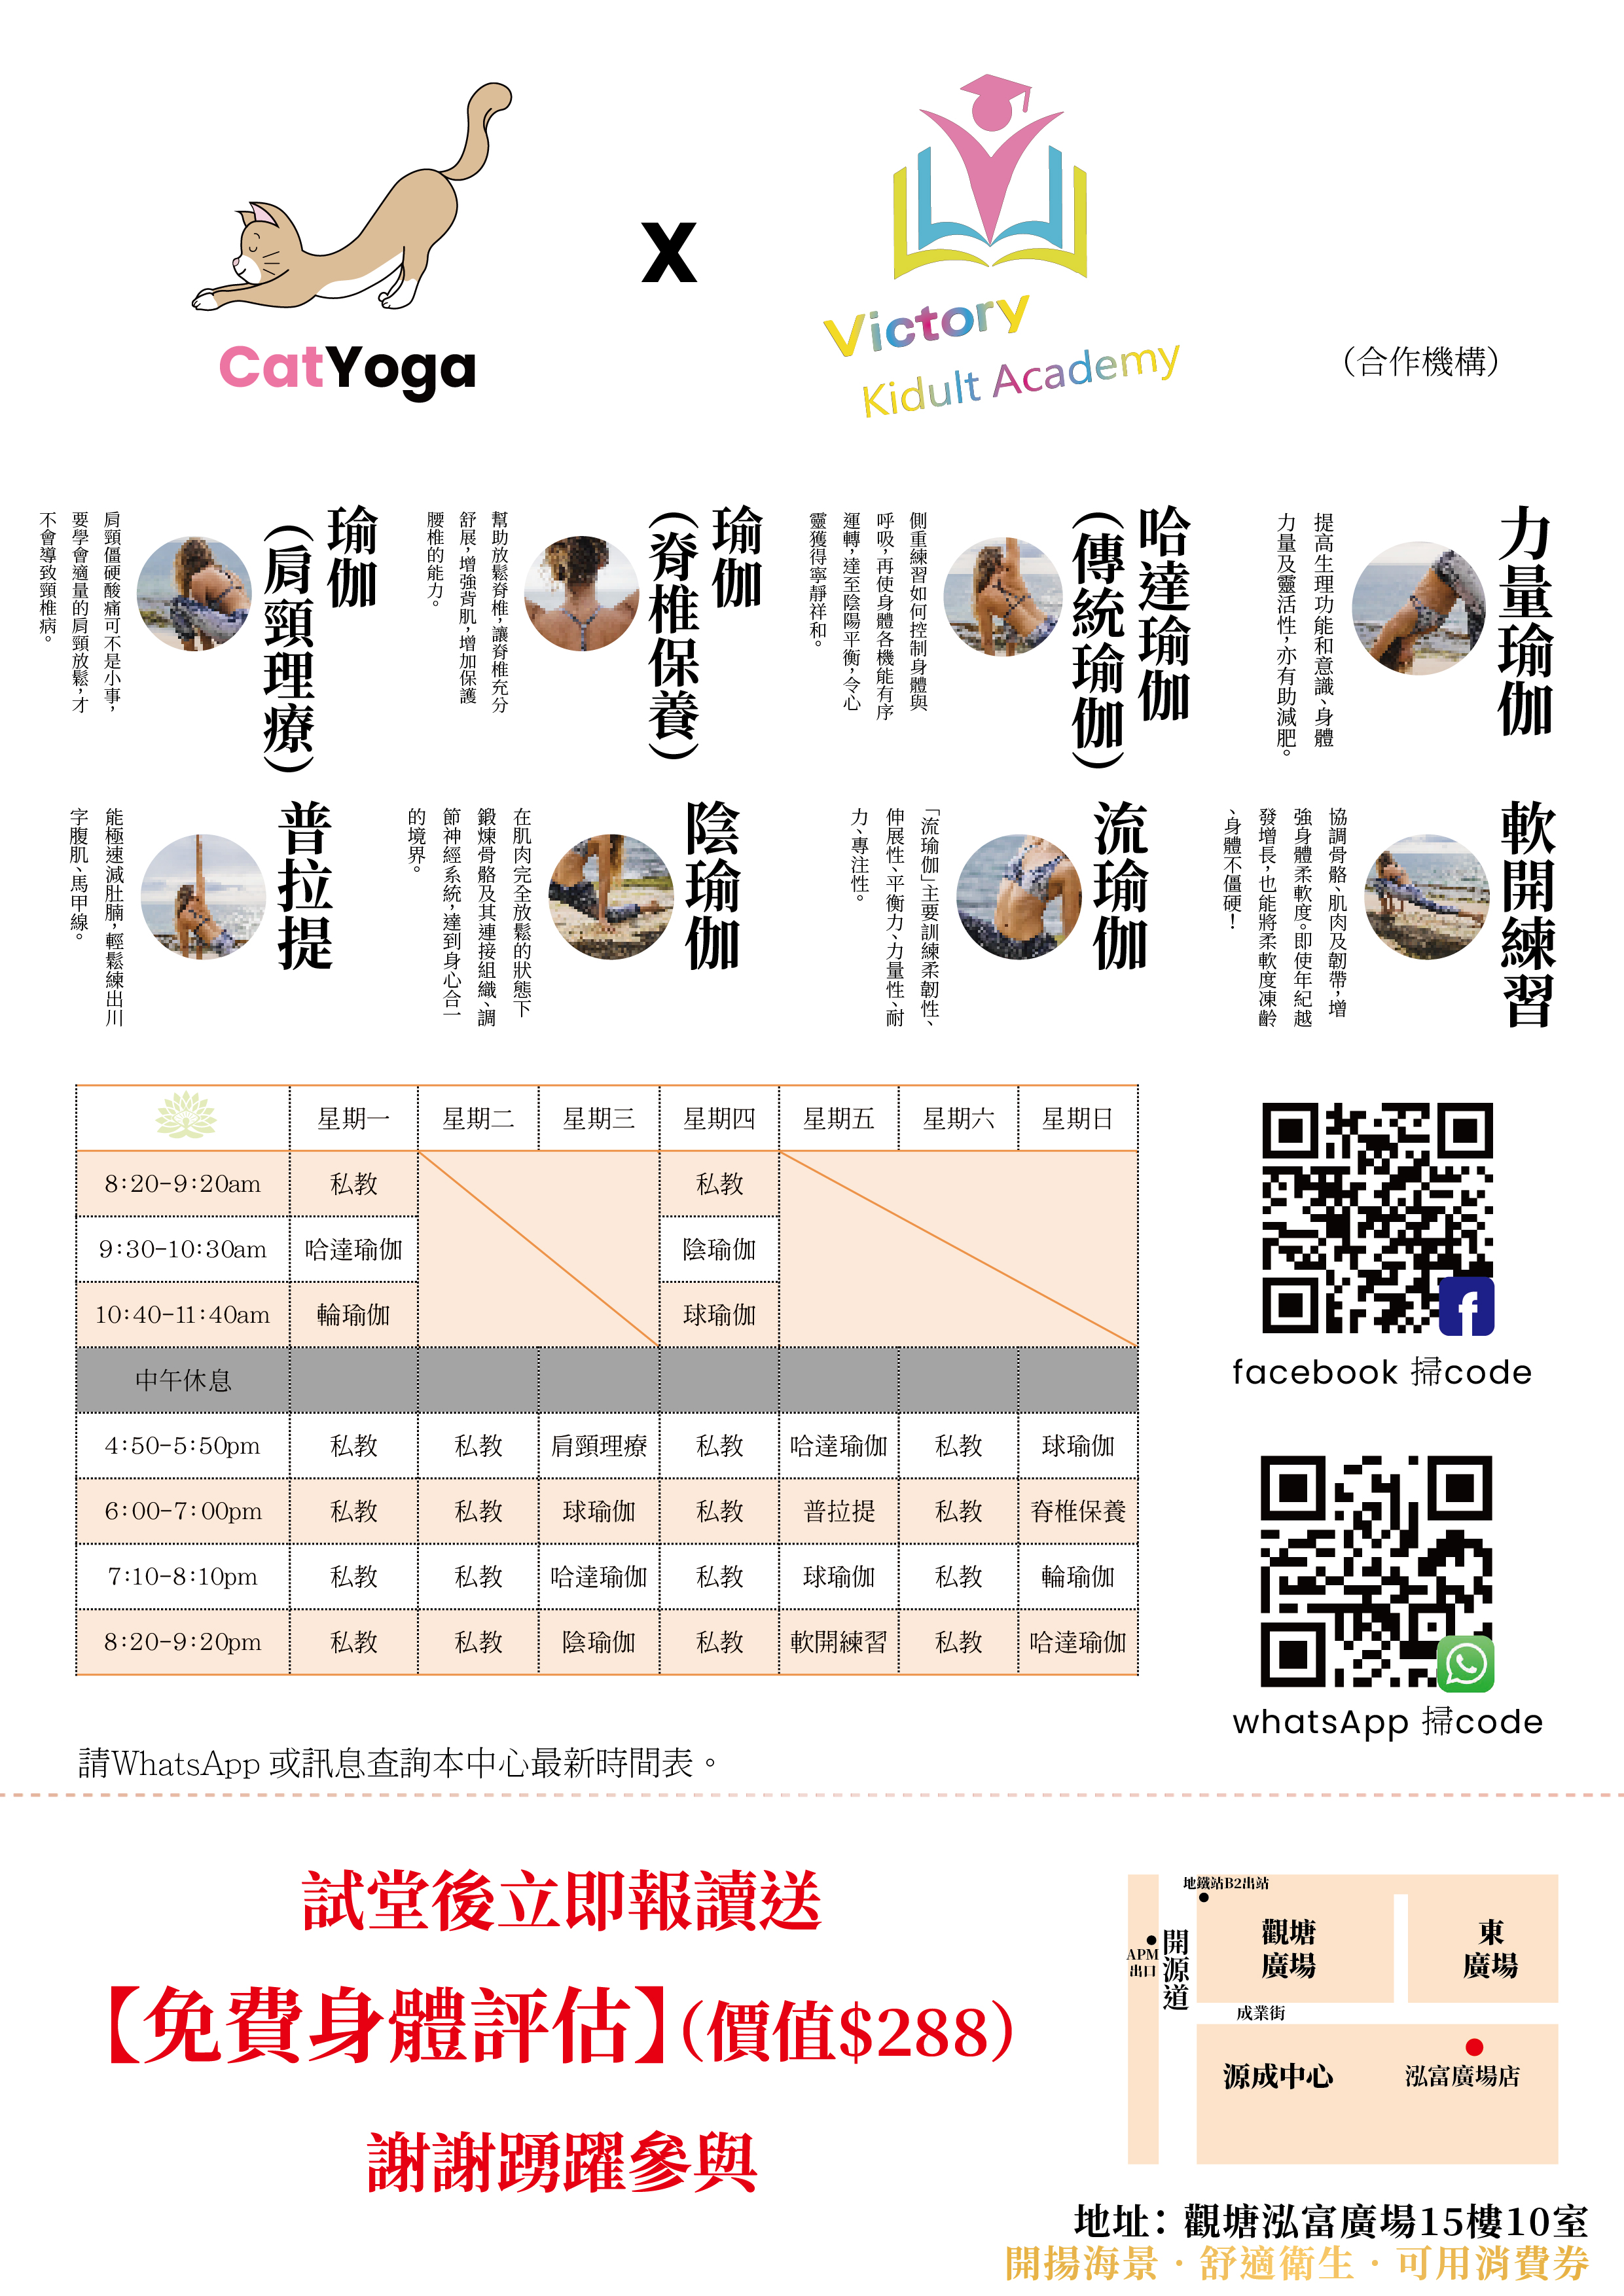 CatYoga
X
Victory
Kidult Academy
（合作機構）
力量瑜伽
提高生理功能和意識、身體
力量及靈活性，亦有助減肥。
哈達瑜伽
（傳統瑜伽）
側重練習如何控制身體與
呼吸，再使身體各機能有序
運轉，達至陰陽平衡，令心
靈獲得寧靜祥和。
瑜伽
（脊椎保養）
幫助放鬆脊椎，讓脊椎充分
舒展，增強背肌，增加保護
腰椎的能力。
瑜伽
（肩頸理療）
肩頸僵硬酸痛可不是小事，
要學會適量的肩頸放鬆，才
不會導致頸椎病。
軟開練習
協調骨骼、肌肉及韌帶，增
強身體柔軟度。即使年紀越
發增長，也能將柔軟度凍齡
、身體不僵硬！
流瑜伽
「流瑜伽」主要訓練柔韌性、
伸展性、平衡力、力量性、耐
力、專注性。
陰瑜伽
在肌肉完全放鬆的狀態下
鍛煉骨骼及其連接組織、調
節神經系統，達到身心合一
的境界。
普拉提
能極速減肚腩，輕鬆練出川
字腹肌、馬甲線。
星期一 星期二 星期三 星期四 星期五 星期六 星期日
8:20-9:20am 私教 私教
9:30-10:30am 哈達瑜伽 陰瑜伽
10:40-11:40am 輪瑜伽 球瑜伽
中午休息
4:50-5:50pm 私教 私教 肩頸理療 私教 哈達瑜伽 私教 球瑜伽
6:00-7:00pm 私教 私教 球瑜伽 私教 普拉提 私教 脊椎保養
7:10-8:10pm 私教 私教 哈達瑜伽 私教 球瑜伽 私教 輪瑜伽
8:20-9:20pm 私教 私教 陰瑜伽 私教 軟開練習 私教 哈達瑜伽
f
facebook 掃code
whatsApp 掃code
請WhatsApp 或訊息查詢本中心最新時間表。
試堂後立即報讀送
【免費身體評估】（價值$288）
謝謝踴躍參與
地鐵站B2出站
APM
出口
開源道
觀塘
廣場
東
廣場
成業街
源成中心
泓富廣場店
地址：觀塘泓富廣場15樓10室
開揚海景 · 舒適衛生 · 可用消費券